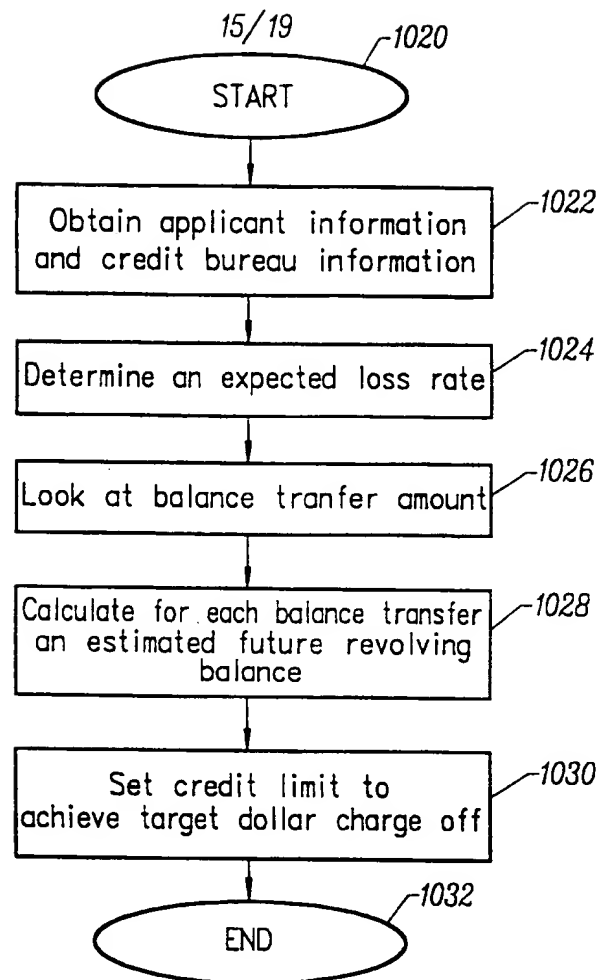 15/19
1020
START
1022
Obtain applicant information
and credit bureau information
1024
Determine an expected loss rate
1026
Look at balance tranfer amount
1028
Calculate for each balance transfer
an estimated future revolving
balance
1030
Set credit limit to
achieve target dollar charge off
1032
END